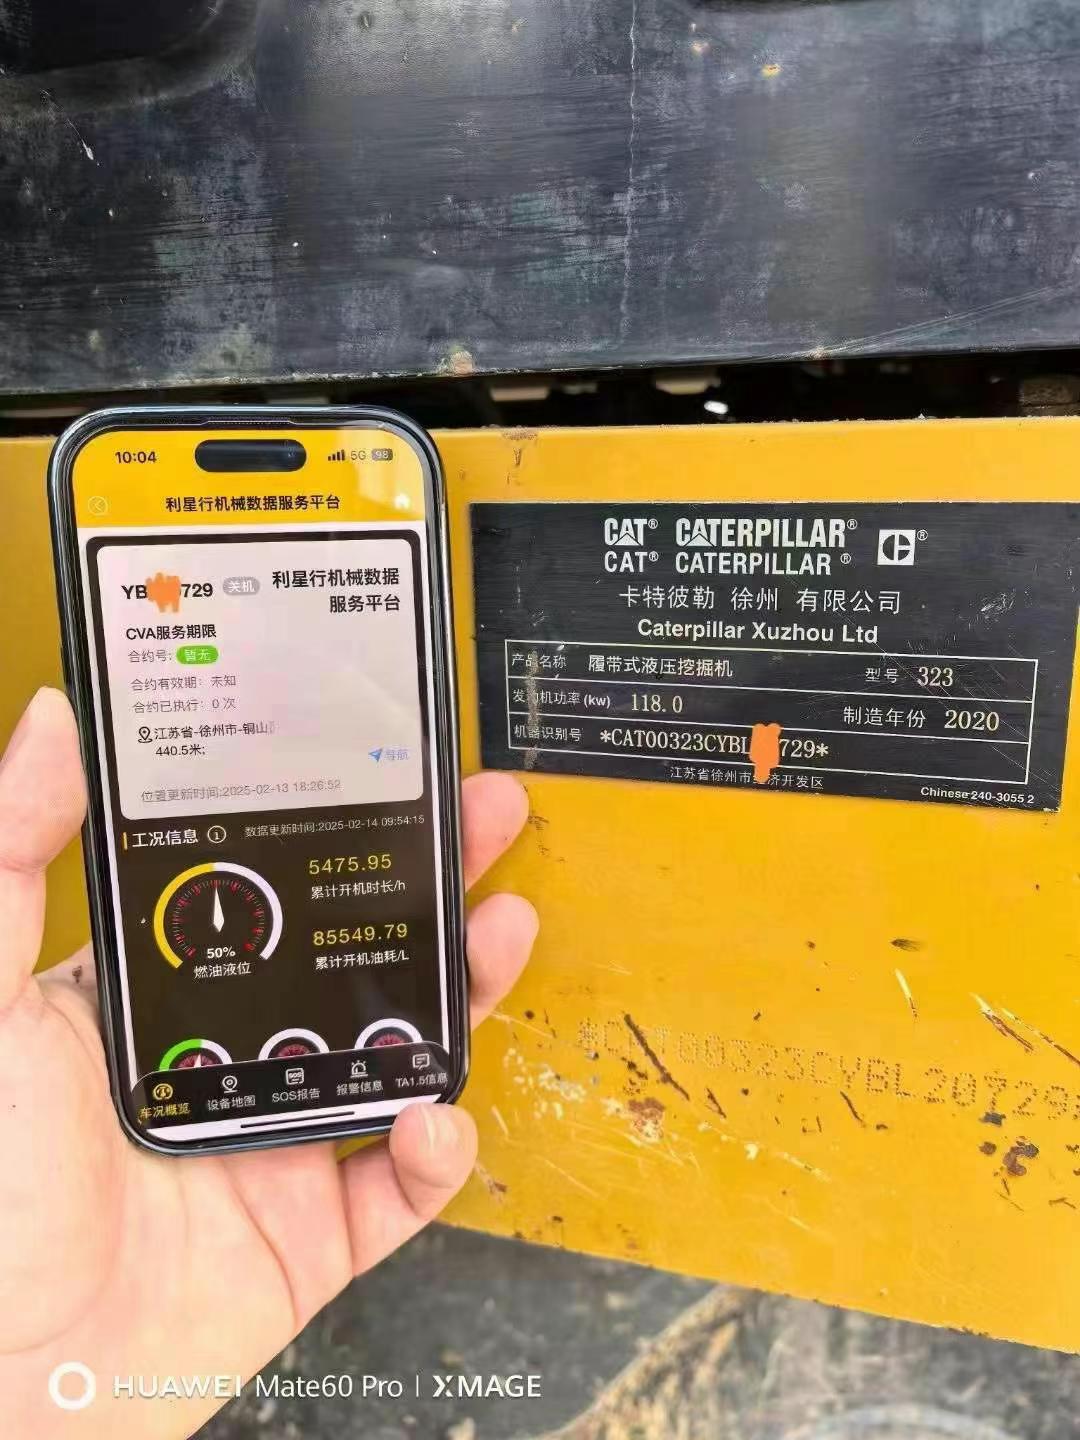 10:04
5G 98
利星行机械数据服务平台
YB 729 关机 利星行机械数据
服务平台
CVA服务期限
合约号: 暂无
合约有效期: 未知
合约已执行: 0 次
江苏省-徐州市-铜山
440.5米;
导航
位置更新时间:2025-02-13 18:26:52
工况信息 数据更新时间:2025-02-14 09:54:15
5475.95
累计开机时长/h
50%
燃油液位
85549.79
累计开机油耗/L
车况概览 设备地图 SOS报告 报警信息 TA1.5信息
CAT® CATERPILLAR®
CAT® CATERPILLAR®
卡特彼勒 徐州 有限公司
Caterpillar Xuzhou Ltd
产品名称 履带式液压挖掘机 型号 323
发动机功率(kw) 118.0 制造年份 2020
机器识别号 *CAT00323CYBL 729*
江苏省徐州市经济开发区
Chinese 240-3055 2
*CAT00323CYBL20729
HUAWEI Mate60 Pro | XMAGE